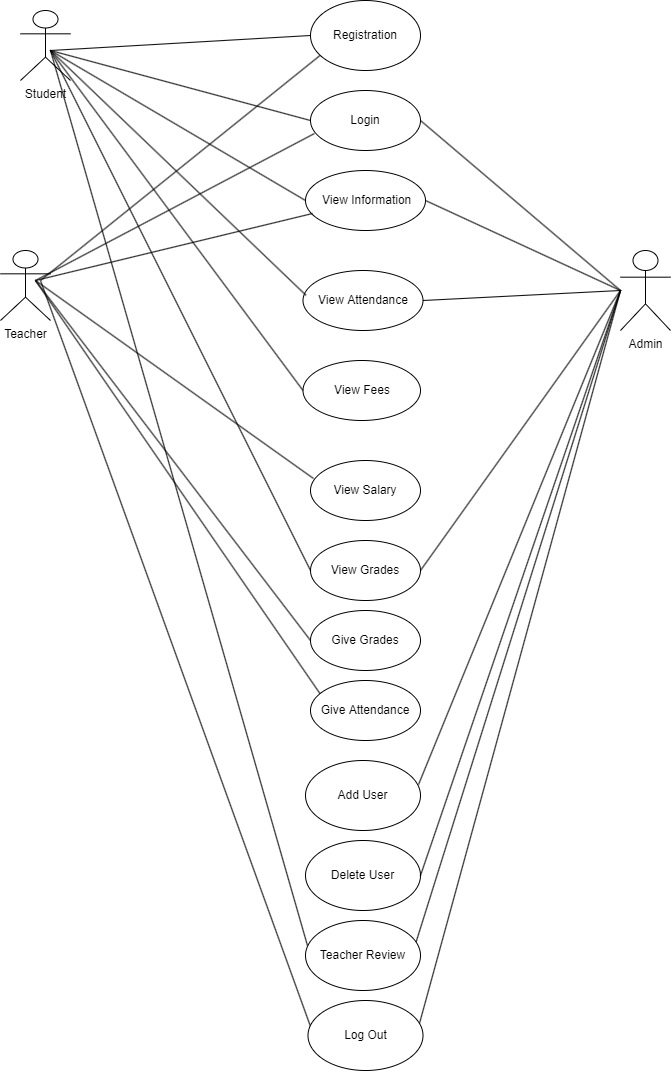 Registration
Student
Login
View Information
Teacher
View Attendance
Admin
View Fees
View Salary
View Grades
Give Grades
Give Attendance
Add User
Delete User
Teacher Review
Log Out